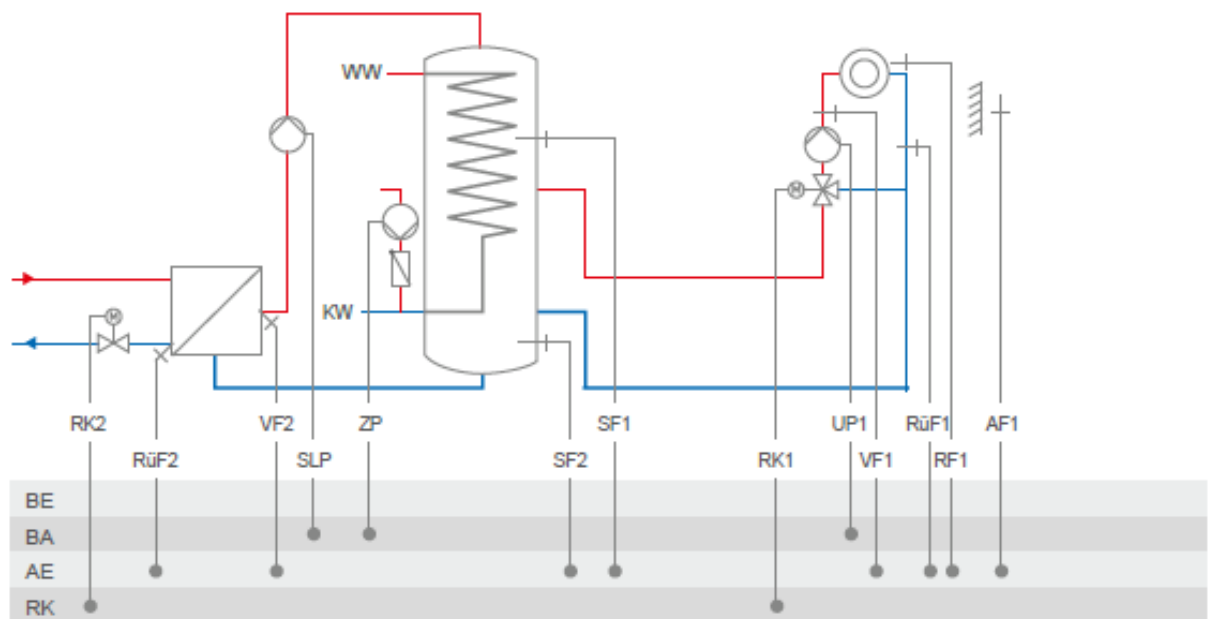 WW
M
KW
M
RK2 VF2 ZP SF1 UP1 RüF1 AF1
RüF2 SLP SF2 RK1 VF1 RF1
BE
BA
AE
RK